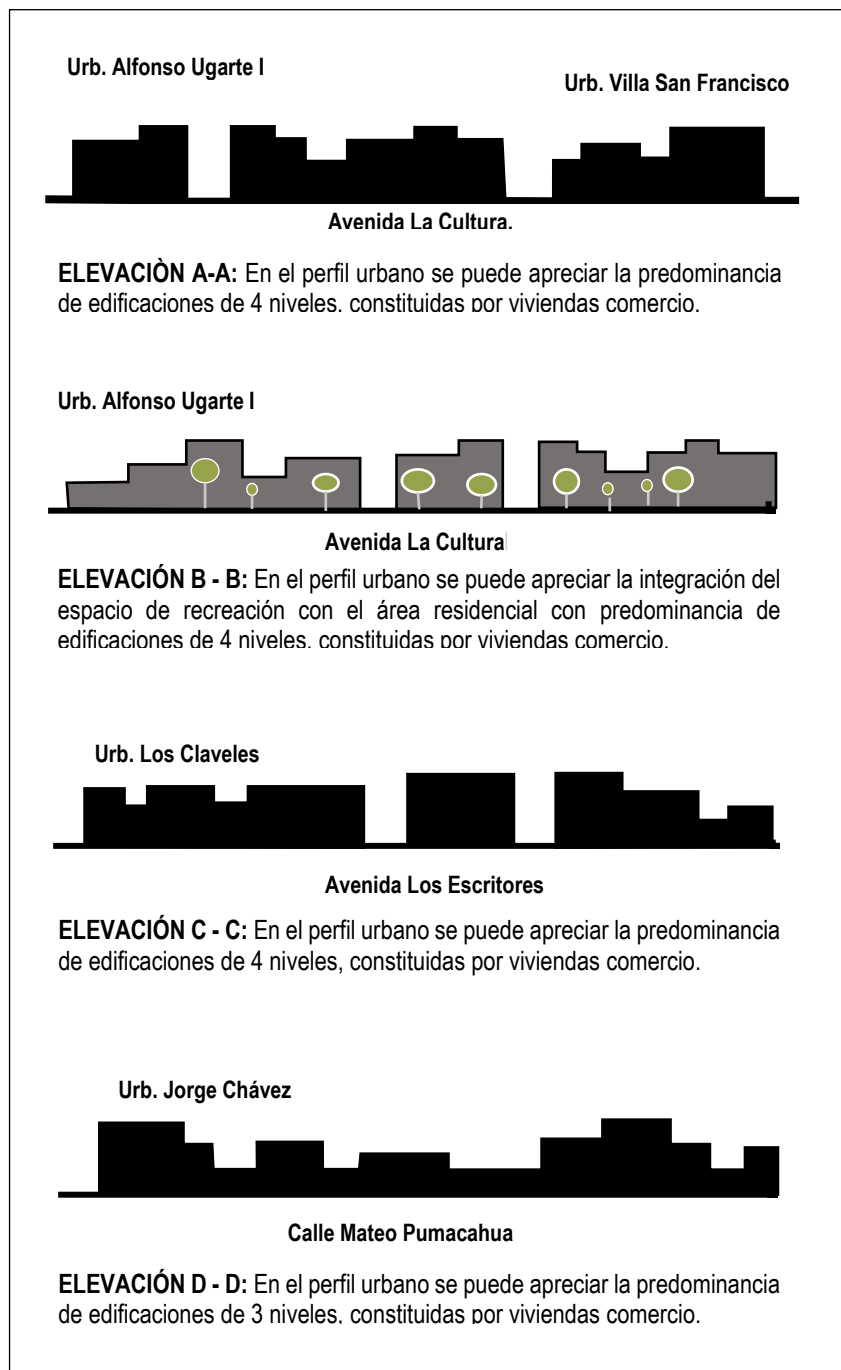 Urb. Alfonso Ugarte I
Urb. Villa San Francisco
Avenida La Cultura.
ELEVACIÒN A-A: En el perfil urbano se puede apreciar la predominancia
de edificaciones de 4 niveles, constituidas por viviendas comercio.
Urb. Alfonso Ugarte I
Avenida La Cultura
ELEVACIÓN B - B: En el perfil urbano se puede apreciar la integración del
espacio de recreación con el área residencial con predominancia de
edificaciones de 4 niveles, constituidas por viviendas comercio.
Urb. Los Claveles
Avenida Los Escritores
ELEVACIÓN C - C: En el perfil urbano se puede apreciar la predominancia
de edificaciones de 4 niveles, constituidas por viviendas comercio.
Urb. Jorge Chávez
Calle Mateo Pumacahua
ELEVACIÓN D - D: En el perfil urbano se puede apreciar la predominancia
de edificaciones de 3 niveles, constituidas por viviendas comercio.